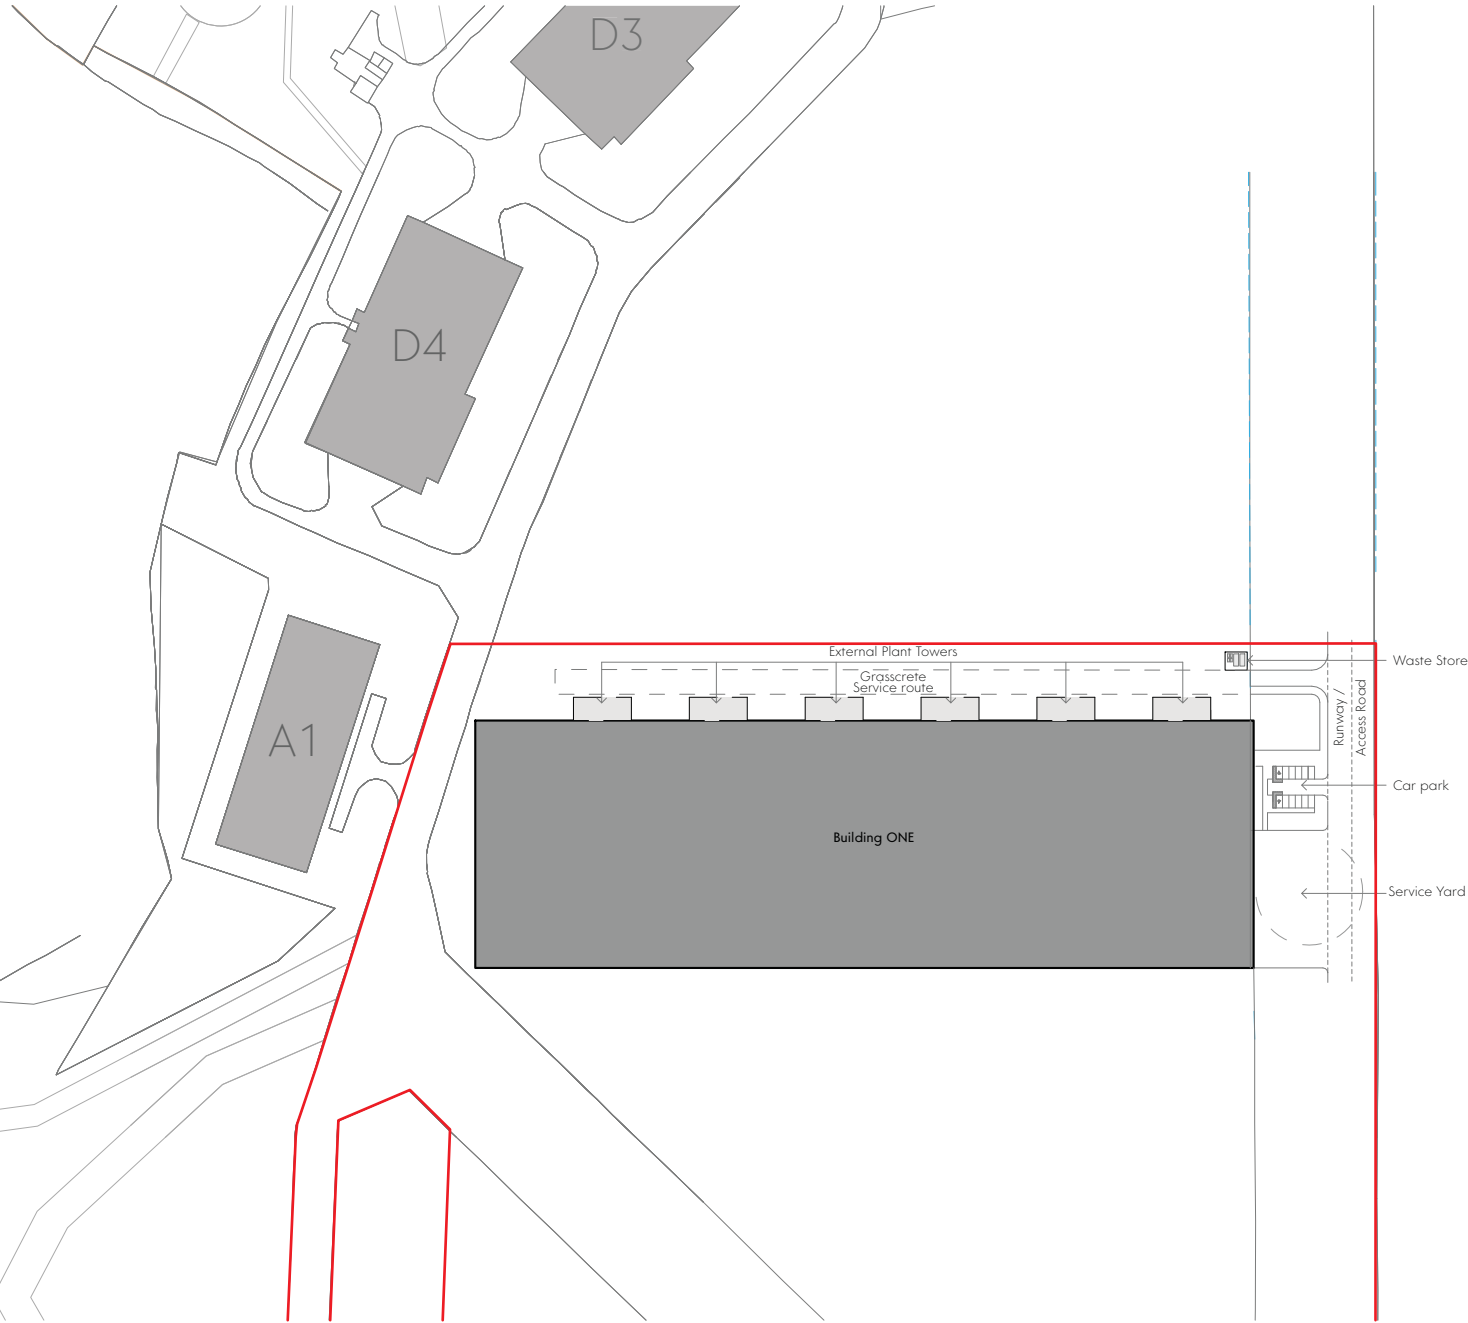 D3
D4
External Plant Towers
Waste Store
Grasscrete
Service route
Runway /
Access Road
A1
Car park
Building ONE
Service Yard